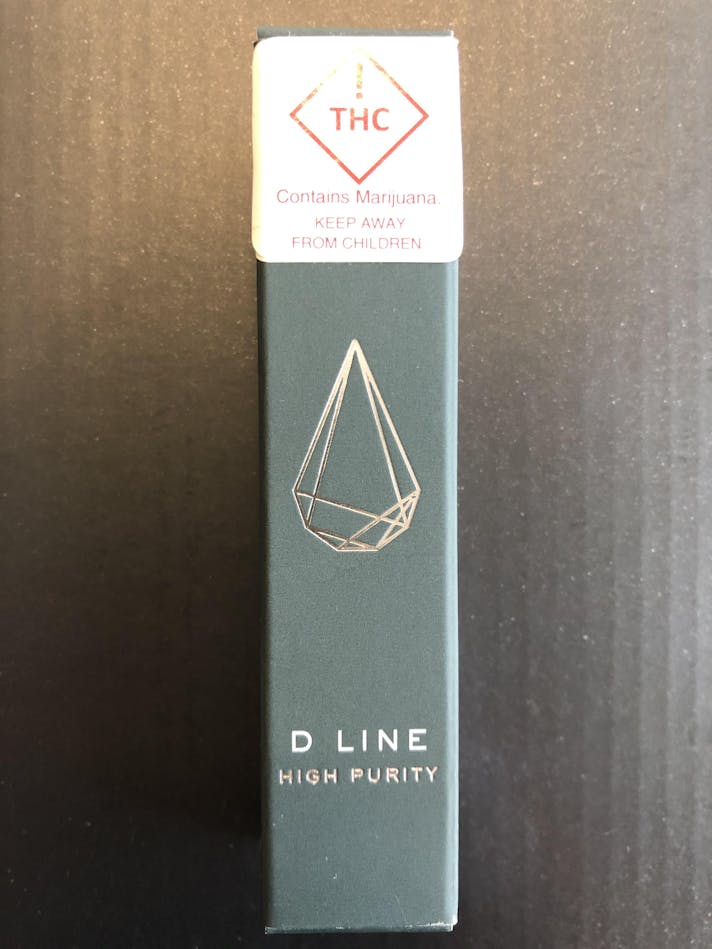 !
THC
Contains Marijuana.
KEEP AWAY
FROM CHILDREN
D LINE
HIGH PURITY